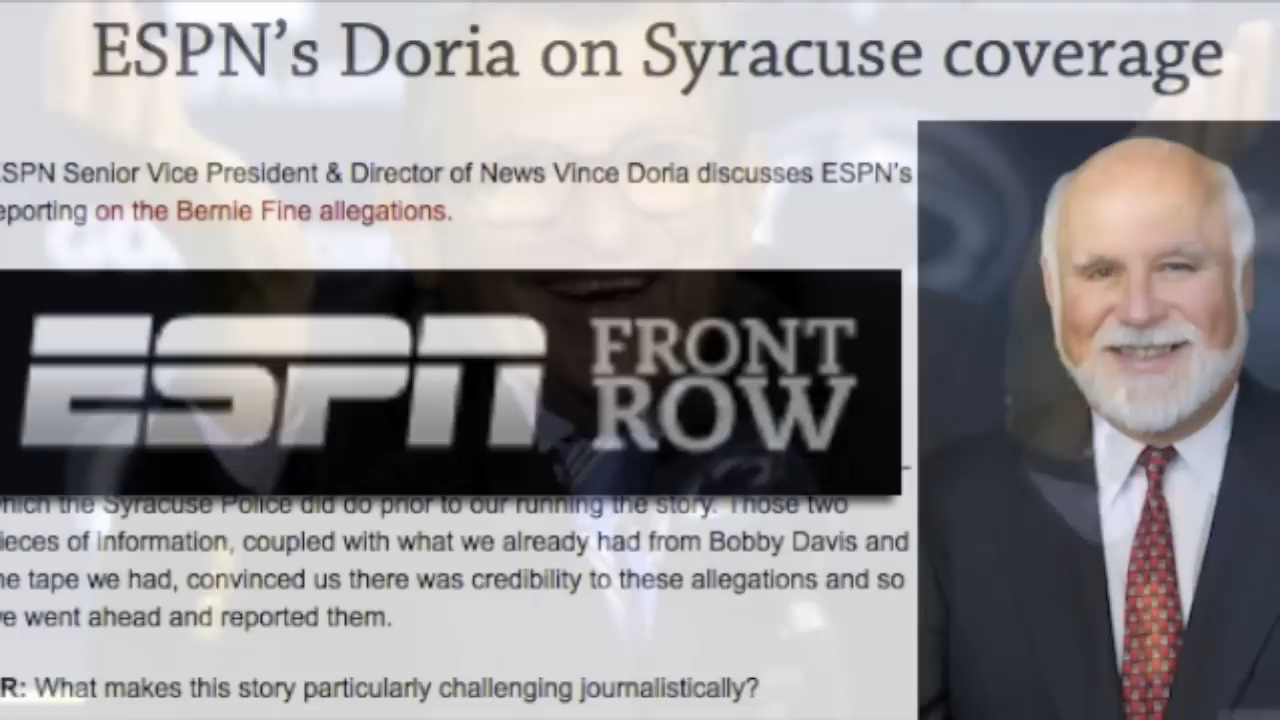 ESPN's Doria on Syracuse coverage
SPN Senior Vice President & Director of News Vince Doria discusses ESPN's
eporting on the Bernie Fine allegations.
ESPN FRONT
ROW
hich the Syracuse Police did do prior to our running the story. Those two
ieces of information, coupled with what we already had from Bobby Davis and
he tape we had, convinced us there was credibility to these allegations and so
ve went ahead and reported them.
R: What makes this story particularly challenging journalistically?